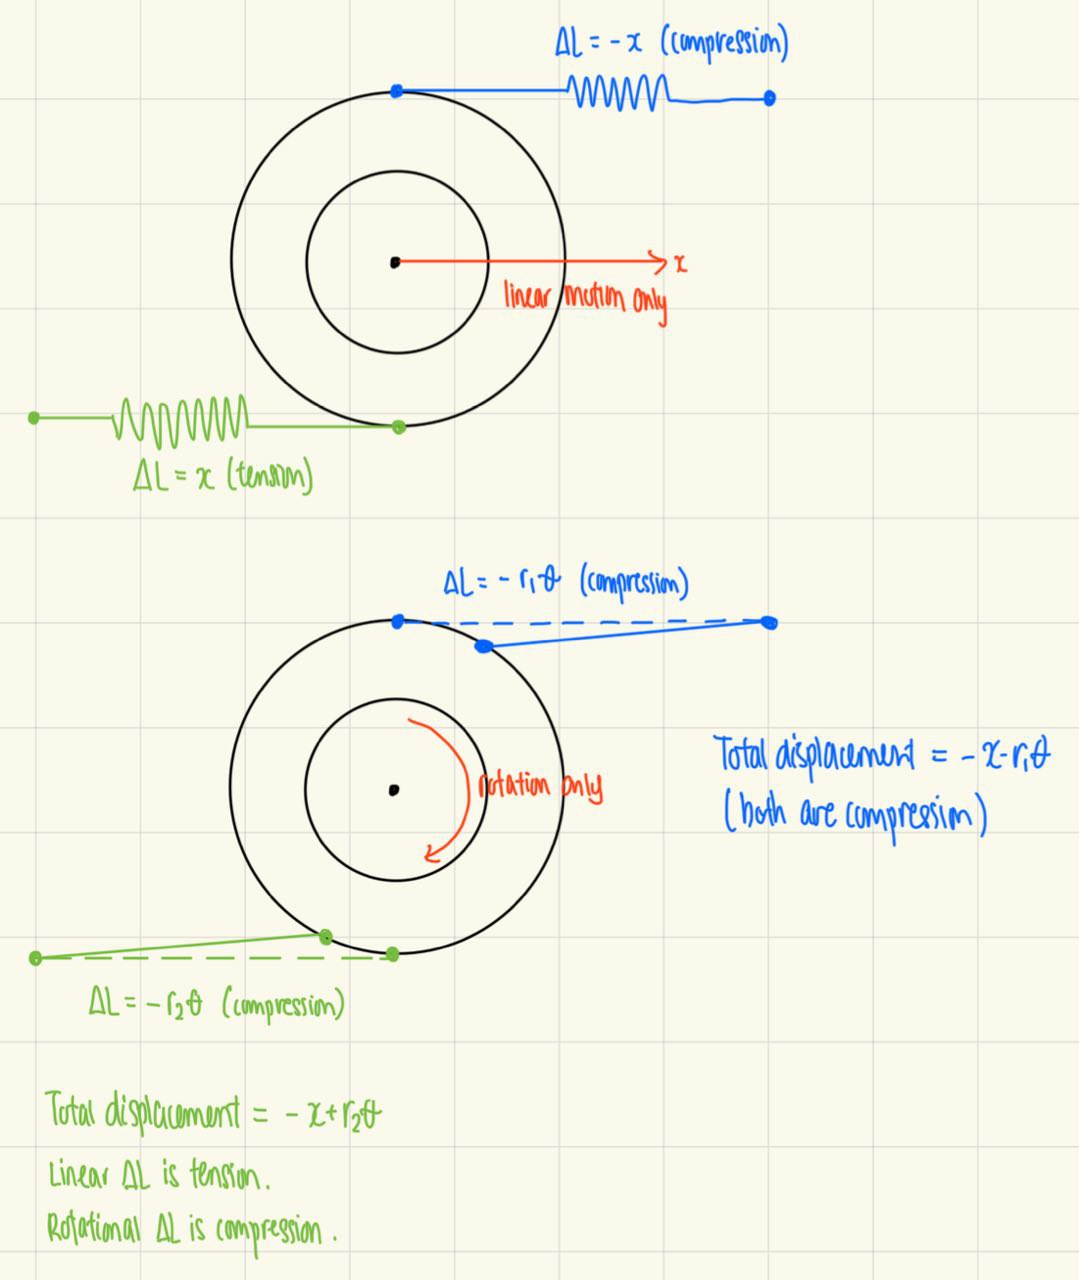 ΔL = -x (compression)
x
linear motion only
ΔL = x (tension)
ΔL = -r₁θ (compression)
rotation only
Total displacement = -x-r₁θ
(both are compression)
ΔL = -r₂θ (compression)
Total displacement = -x+r₂θ
Linear ΔL is tension.
Rotational ΔL is compression.